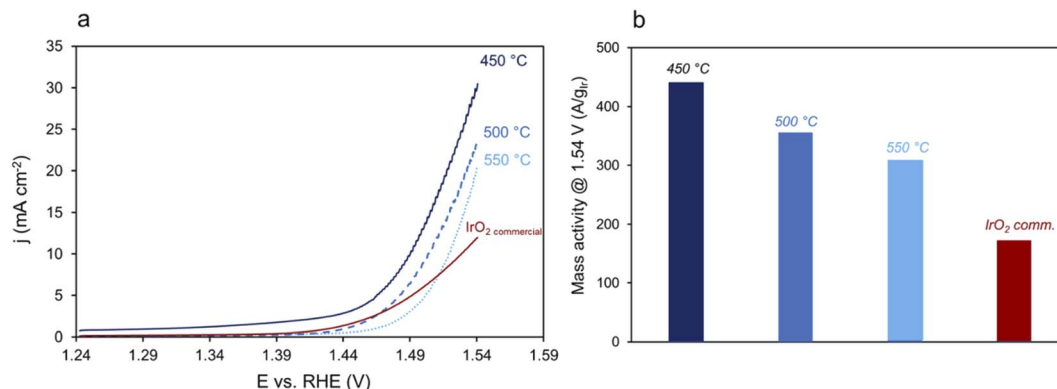 a
35
30
25
20
15
10
5
0
j (mA cm-2)
450 °C
500 °C
550 °C
IrO2 commercial
1.24 1.29 1.34 1.39 1.44 1.49 1.54 1.59
E vs. RHE (V)
b
500
400
300
200
100
0
Mass activity @ 1.54 V (A/gIr)
450 °C
500 °C
550 °C
IrO2 comm.